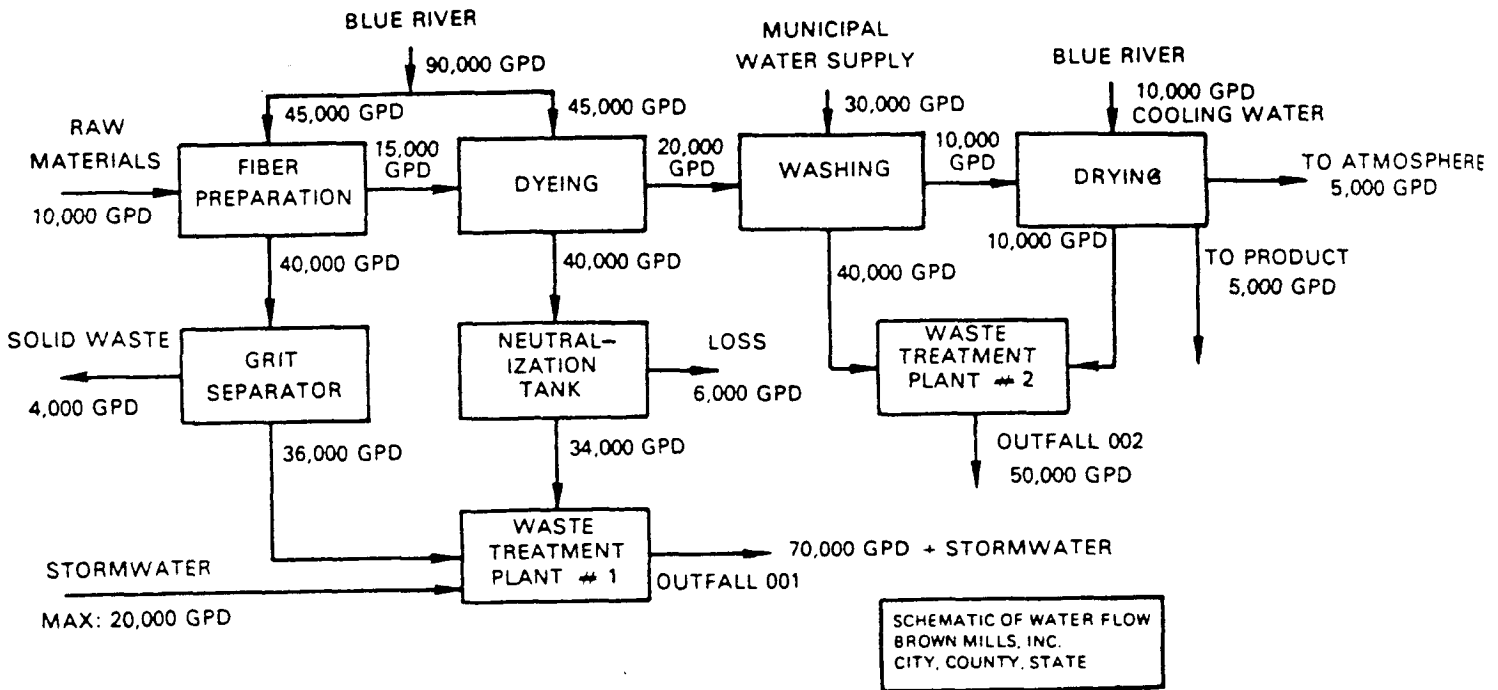 BLUE RIVER
90,000 GPD
45,000 GPD
45,000 GPD
MUNICIPAL
WATER SUPPLY
30,000 GPD
BLUE RIVER
10,000 GPD
COOLING WATER
RAW
MATERIALS
10,000 GPD
FIBER
PREPARATION
15,000
GPD
DYEING
20,000
GPD
WASHING
10,000
GPD
DRYING
TO ATMOSPHERE
5,000 GPD
40,000 GPD
40,000 GPD
40,000 GPD
10,000 GPD
TO PRODUCT
5,000 GPD
SOLID WASTE
4,000 GPD
GRIT
SEPARATOR
NEUTRAL-
IZATION
TANK
LOSS
6,000 GPD
WASTE
TREATMENT
PLANT # 2
36,000 GPD
34,000 GPD
OUTFALL 002
50,000 GPD
STORMWATER
MAX: 20,000 GPD
WASTE
TREATMENT
PLANT # 1
70,000 GPD + STORMWATER
OUTFALL 001
SCHEMATIC OF WATER FLOW
BROWN MILLS, INC.
CITY, COUNTY, STATE